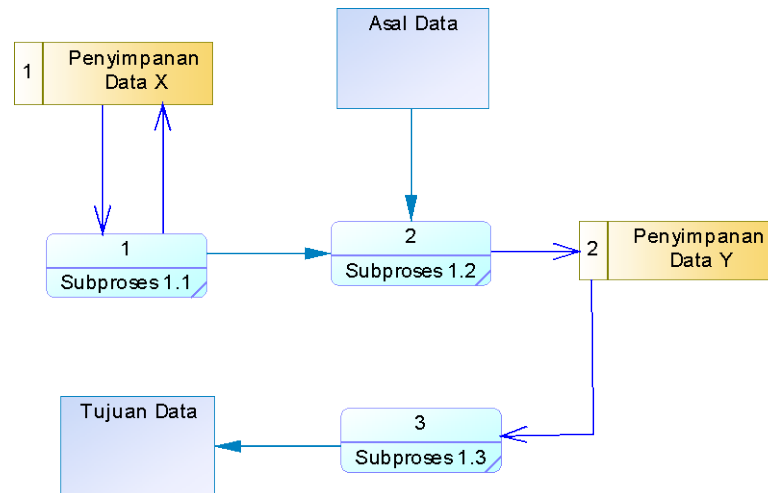 Asal Data
1
Penyimpanan
Data X
1
Subproses 1.1
2
Subproses 1.2
2
Penyimpanan
Data Y
Tujuan Data
3
Subproses 1.3